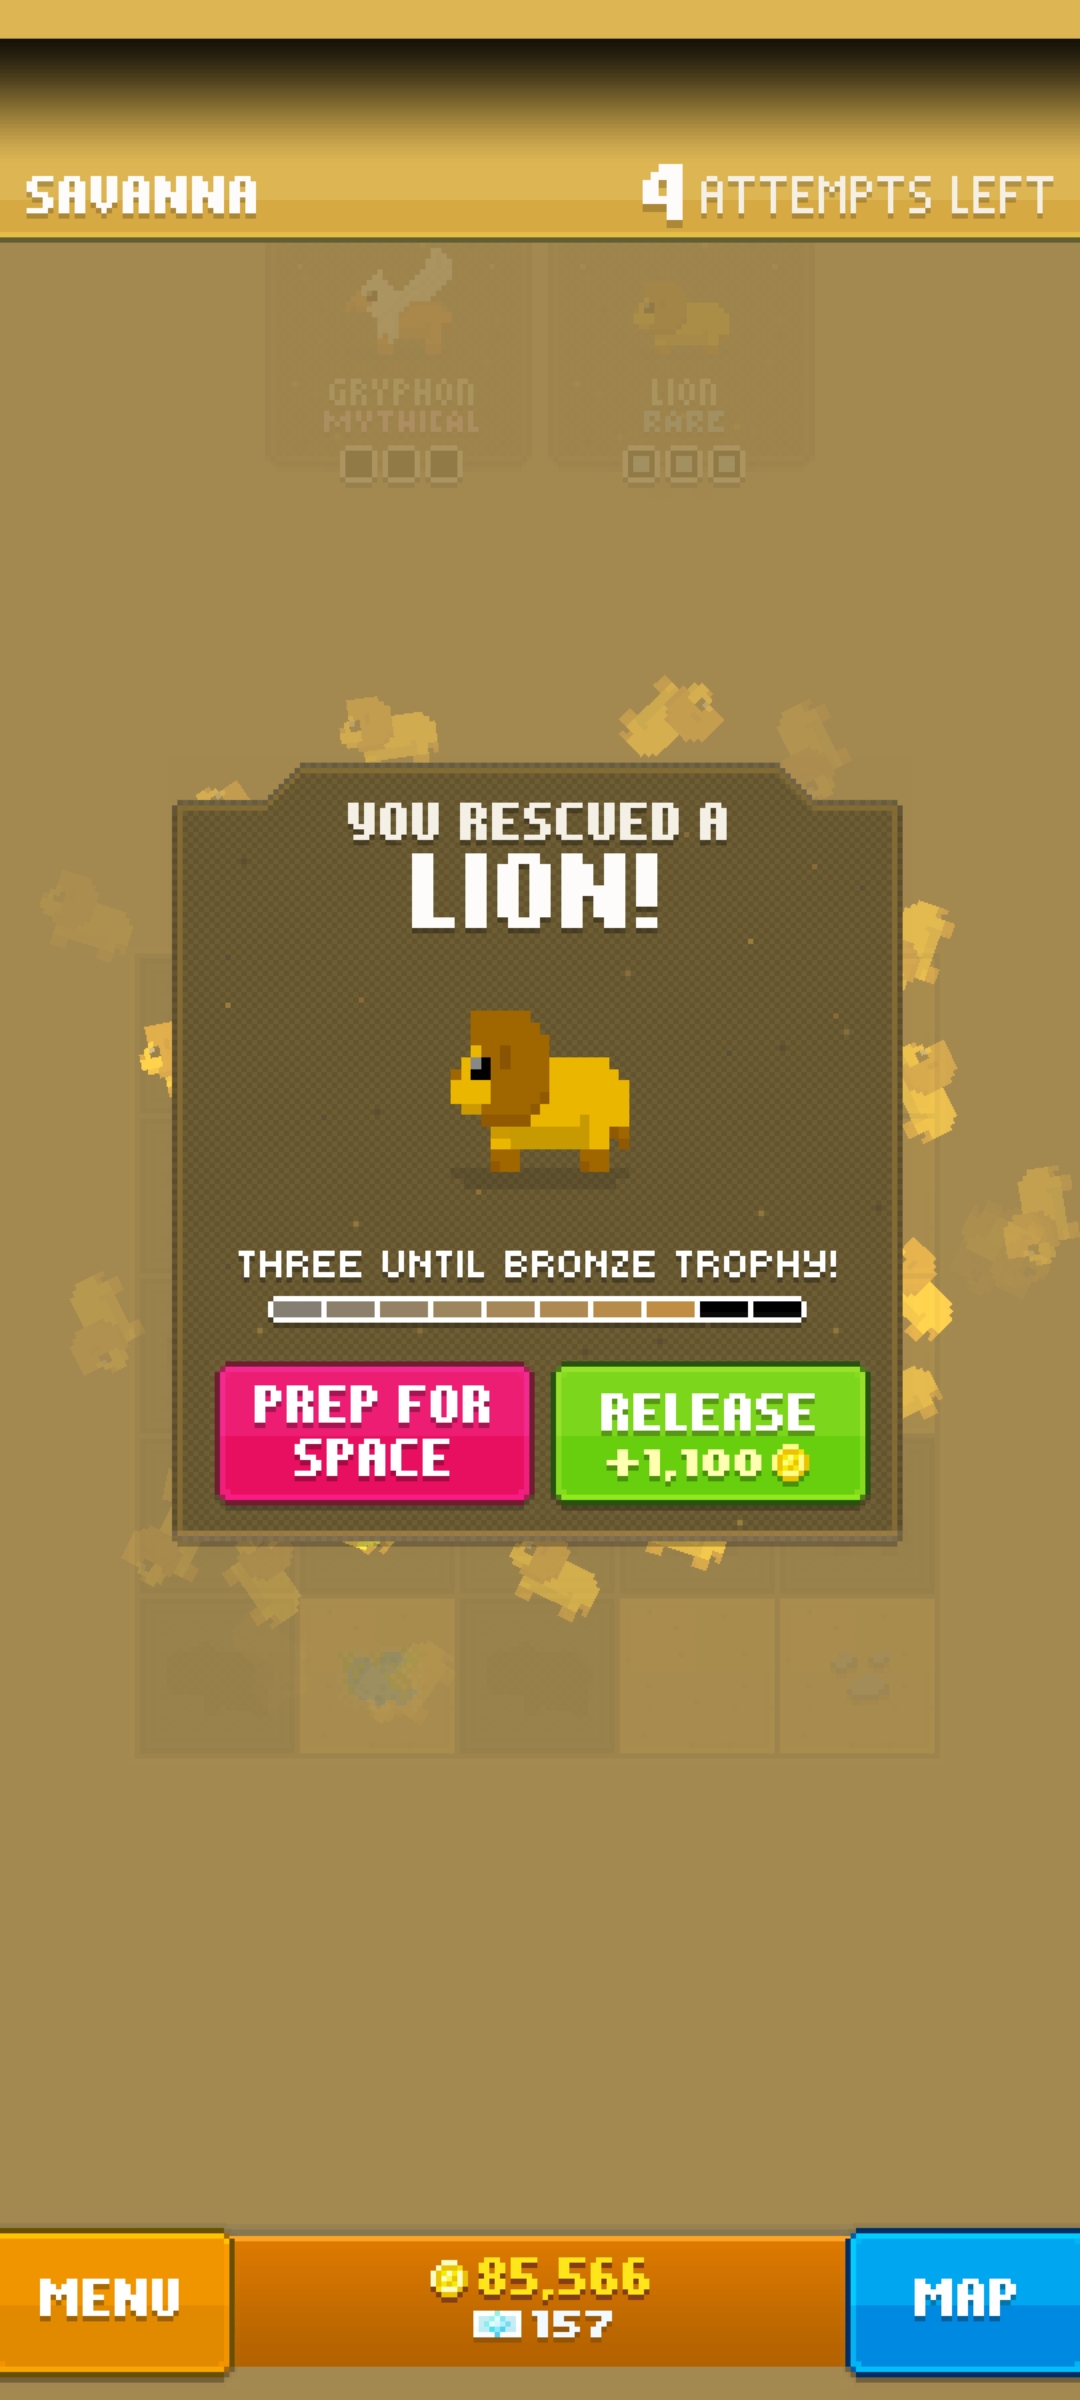 SAVANNA
4 ATTEMPTS LEFT
GRYPHON
MYTHICAL
LION
RARE
YOU RESCUED A
LION!
THREE UNTIL BRONZE TROPHY!
PREP FOR
SPACE
RELEASE
+1,100
MENU
85,566
157
MAP